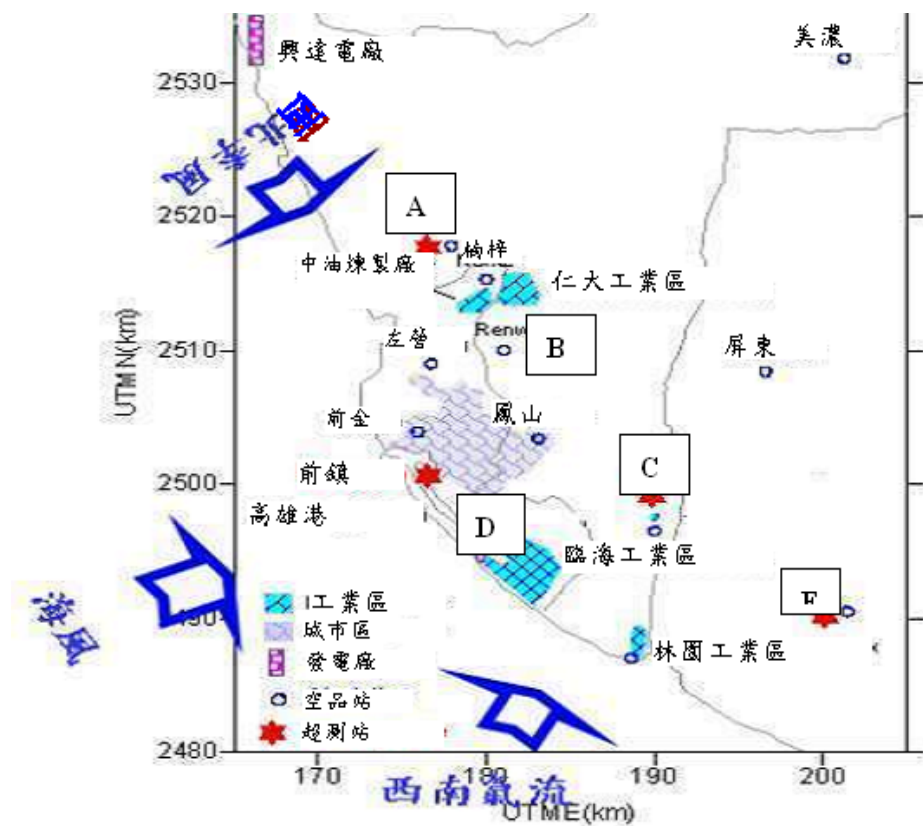 興達電廠
美濃
2530
北季風
2520
A
楠梓
中油煉製廠
仁大工業區
Renw
B
左營
2510
屏東
UTMN(km)
前金
鳳山
C
前鎮
2500
高雄港
D
臨海工業區
海風
工業區
E
城市區
發電廠
林園工業區
空品站
超測站
2480
170
180
190
200
西南氣流
UTME(km)